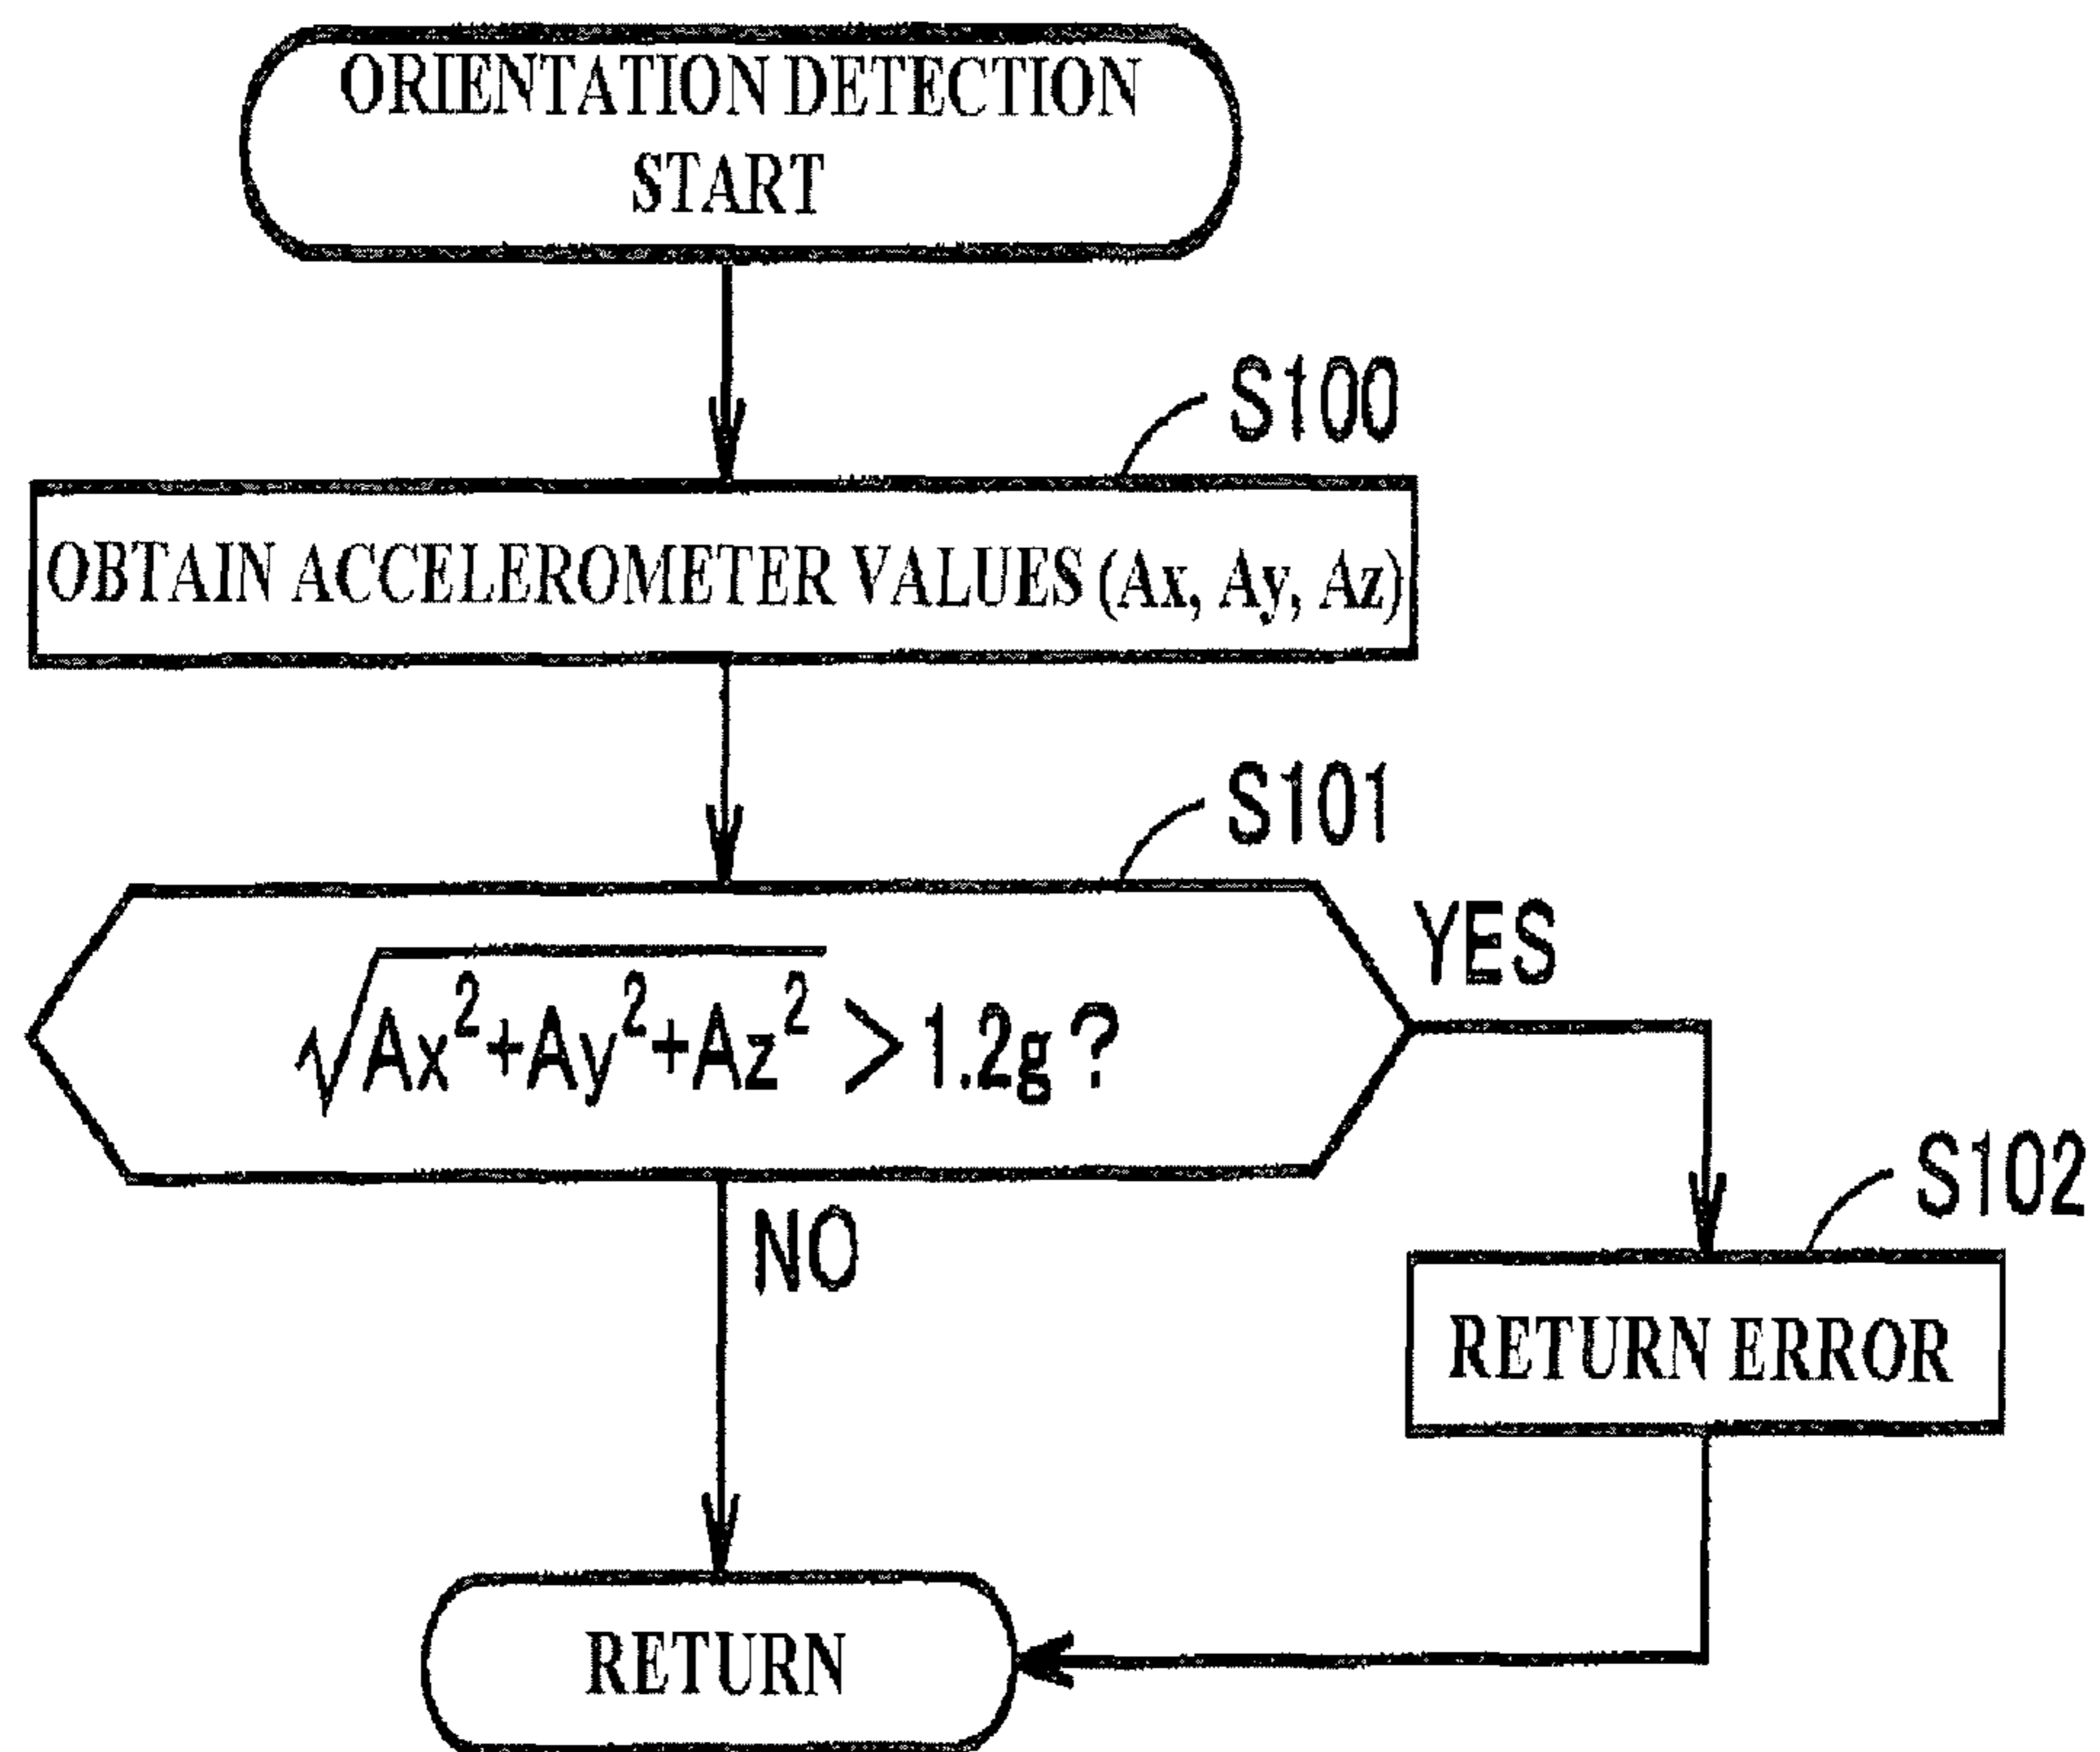 ORIENTATION DETECTION
START
S100
OBTAIN ACCELEROMETER VALUES (Ax, Ay, Az)
S101
√Ax²+Ay²+Az² > 1.2g?
YES
NO
S102
RETURN ERROR
RETURN